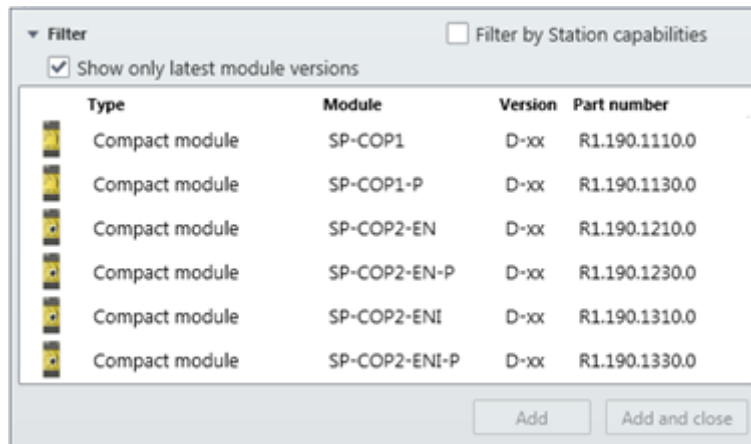 Filter Filter by Station capabilities
Show only latest module versions
Type Module Version Part number
Compact module SP-COP1 D-xx R1.190.1110.0
Compact module SP-COP1-P D-xx R1.190.1130.0
Compact module SP-COP2-EN D-xx R1.190.1210.0
Compact module SP-COP2-EN-P D-xx R1.190.1230.0
Compact module SP-COP2-ENI D-xx R1.190.1310.0
Compact module SP-COP2-ENI-P D-xx R1.190.1330.0
Add Add and close